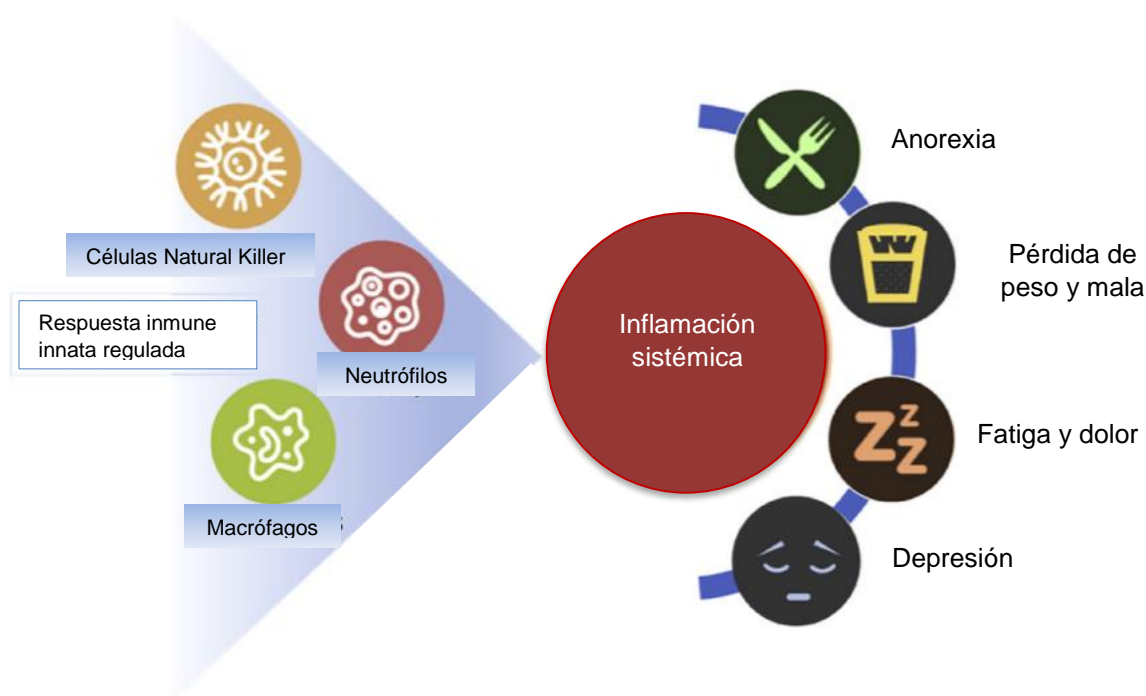 Células Natural Killer
Respuesta inmune
innata regulada
Neutrófilos
Macrófagos
Inflamación
sistémica
Anorexia
Pérdida de
peso y mala
Fatiga y dolor
Depresión